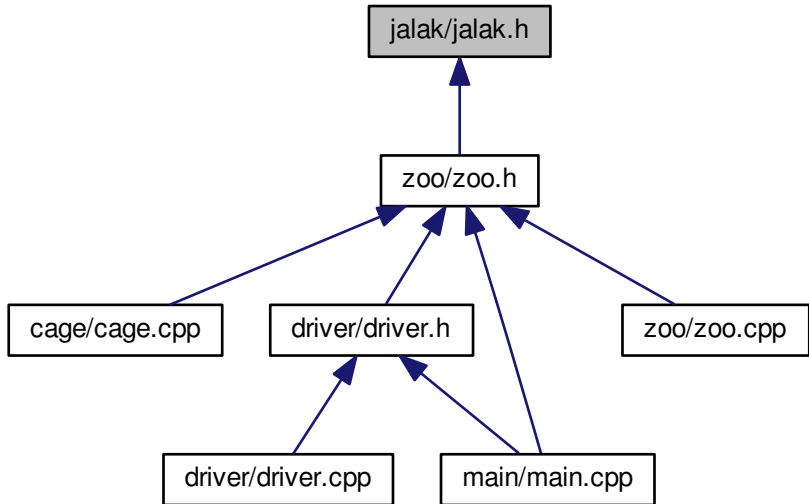 jalak/jalak.h
zoo/zoo.h
cage/cage.cpp
driver/driver.h
zoo/zoo.cpp
driver/driver.cpp
main/main.cpp